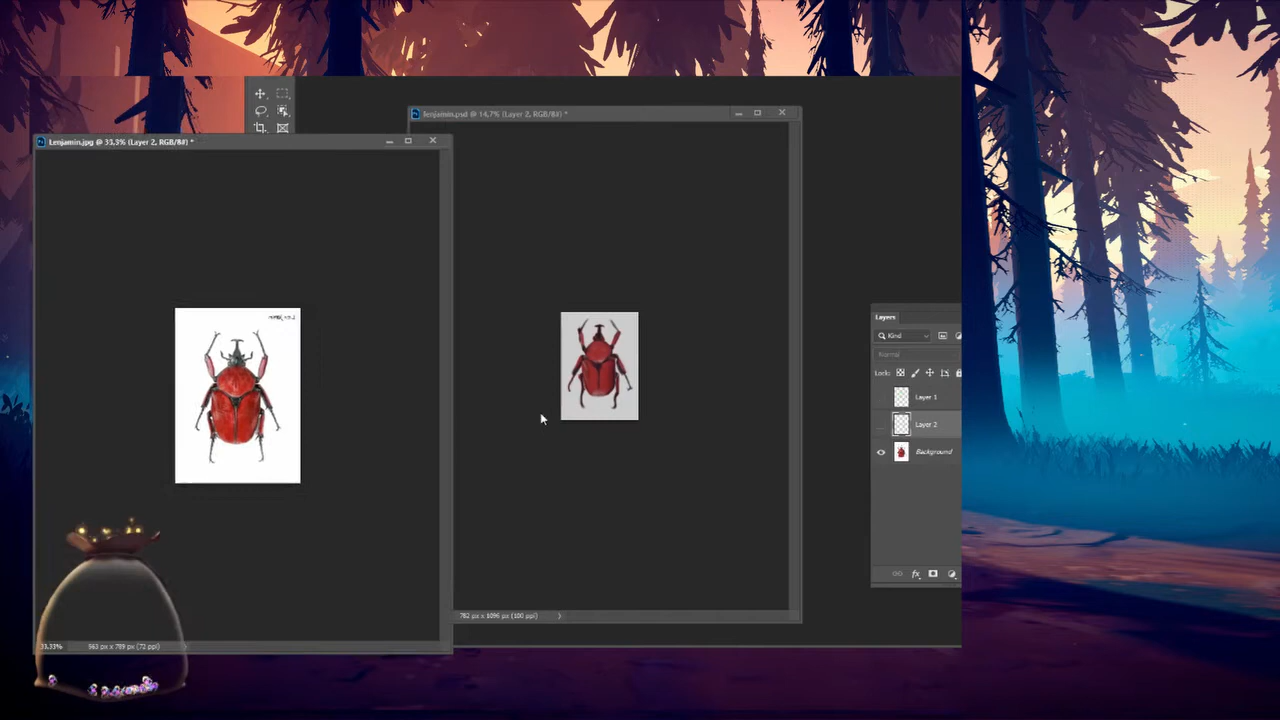 lenjamin.psd @ 14,7% (Layer 2, RGB/8#) *
Lenjamin.jpg @ 33,3% (Layer 2, RGB/8#) *
Layers
Kind
Normal
Lock:
Layer 1
Layer 2
Background
fx
782 px x 1096 px (100 ppi)
33,33%
563 px x 789 px (72 ppi)